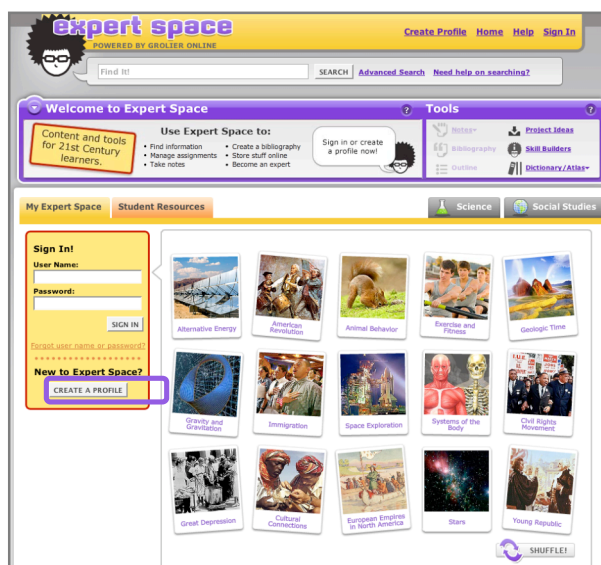 expert space
POWERED BY GROLIER ONLINE
Create Profile Home Help Sign In
Find It!
SEARCH Advanced Search Need help on searching?
Welcome to Expert Space ?
Content and tools
for 21st Century
learners.
Use Expert Space to:
• Find information
• Manage assignments
• Take notes
• Create a bibliography
• Store stuff online
• Become an expert
Sign in or create
a profile now!
Tools ?
Notes
Project Ideas
Bibliography
Skill Builders
Outline
Dictionary/Atlas
My Expert Space Student Resources
Science Social Studies
Sign In!
User Name:
Password:
SIGN IN
Forgot user name or password?
New to Expert Space?
CREATE A PROFILE
Alternative Energy
American
Revolution
Animal Behavior
Exercise and
Fitness
Geologic Time
Gravity and
Gravitation
Immigration
Space Exploration
Systems of the
Body
Civil Rights
Movement
Great Depression
Cultural
Connections
European Empires
in North America
Stars
Young Republic
SHUFFLE!